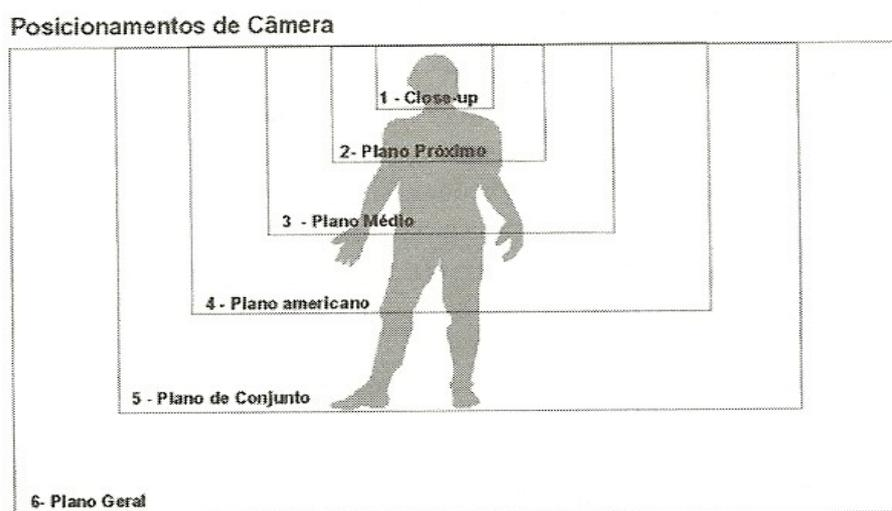 Posicionamentos de Câmera
1 - Close-up
2- Plano Próximo
3 - Plano Médio
4 - Plano americano
5 - Plano de Conjunto
6- Plano Geral